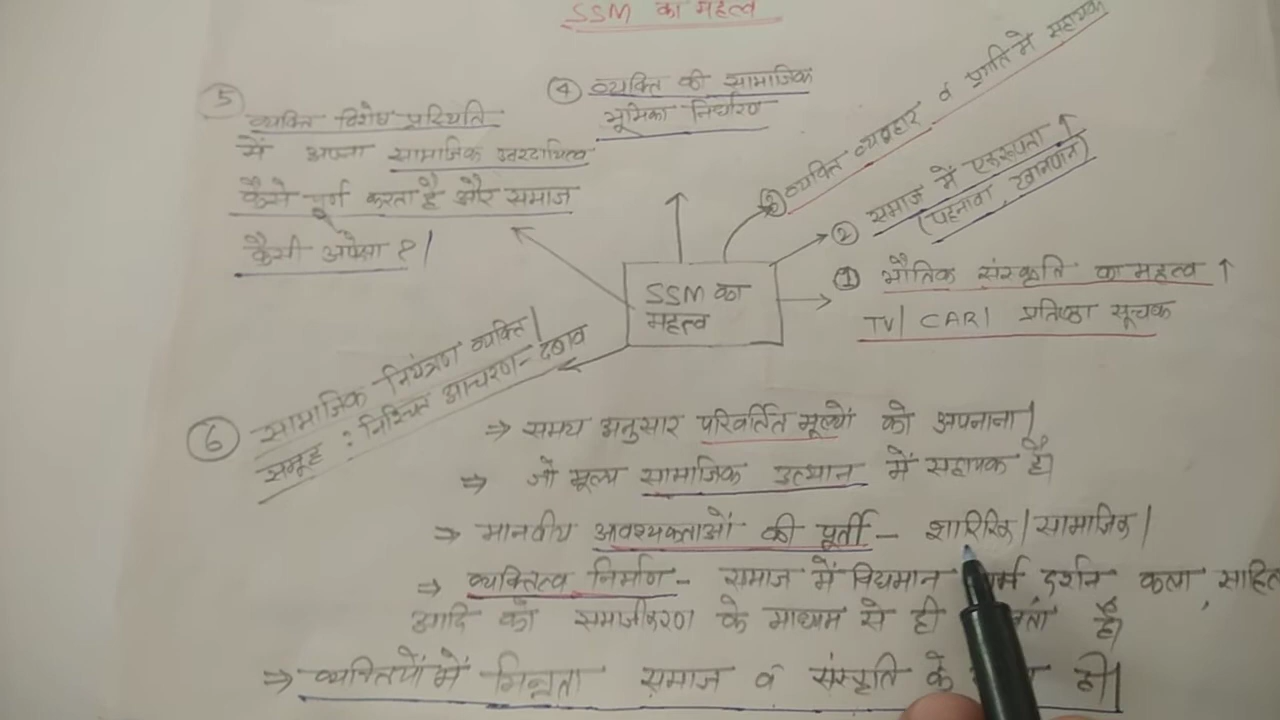 SSM का महत्व
⑤ व्यक्ति विशेष परिस्थति
में अपना सामाजिक उत्तरदायित्व
कैसे पूर्ण करता है और समाज
कैसी अपेक्षा ?|
④ व्यक्ति की सामाजिक
भूमिका निर्धारण
③ व्यक्ति व्यवहार व प्रगति में सहायक
② समाज में एकरूपता ↑
(पहनावा, खानपान)
① भौतिक संस्कृति का महत्व ↑
TV| CAR| प्रतिष्ठा सूचक
SSM का
महत्व
⑥ सामाजिक नियंत्रण व्यक्ति|
समूह : निश्चित आचरण - दबाव
⇒ समय अनुसार परिवर्तित मूल्यों को अपनाना|
⇒ जो मूल्य सामाजिक उत्थान में सहायक है।
⇒ मानवीय आवश्यकताओं की पूर्ती - शारिरिक| सामाजिक|
⇒ व्यक्तित्व निर्माण - समाज में विद्यमान दर्शन कला, साहित
आदि को समाजीकरण के माध्यम से ही है।
⇒ व्यक्तियों में भिन्नता समाज व संस्कृति के ही|